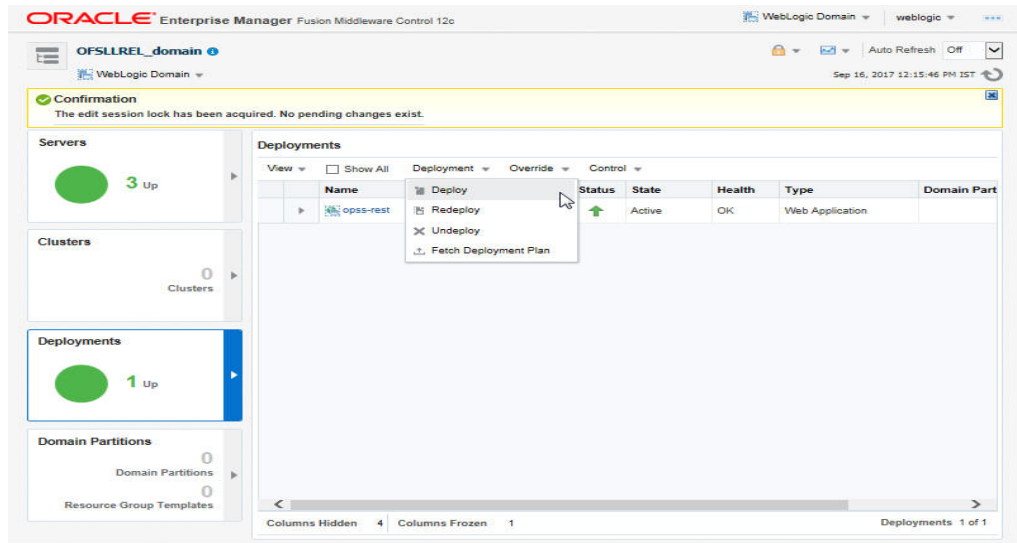 ORACLE Enterprise Manager Fusion Middleware Control 12c
WebLogic Domain
weblogic
OFSLLREL_domain
Auto Refresh Off
WebLogic Domain
Sep 16, 2017 12:15:46 PM IST
Confirmation
The edit session lock has been acquired. No pending changes exist.
Servers
3 Up
Clusters
0
Clusters
Deployments
1 Up
Domain Partitions
0
Domain Partitions
0
Resource Group Templates
Deployments
View Show All Deployment Override Control
Name Status State Health Type Domain Part
opss-rest Active OK Web Application
Deploy
Redeploy
Undeploy
Fetch Deployment Plan
Columns Hidden 4 Columns Frozen 1
Deployments 1 of 1